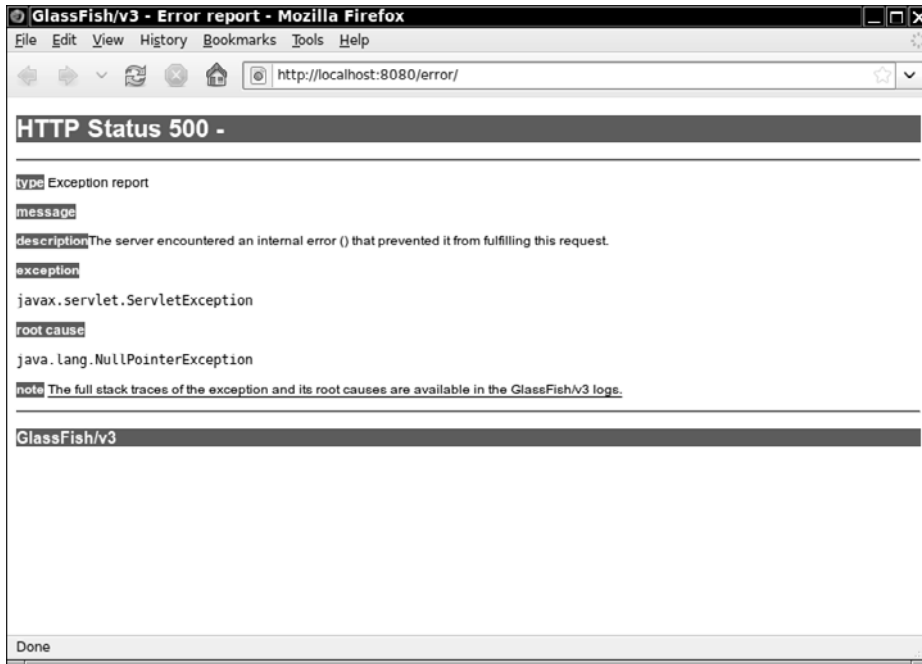 GlassFish/v3 - Error report - Mozilla Firefox
File Edit View History Bookmarks Tools Help
http://localhost:8080/error/
HTTP Status 500 -
type Exception report
message
descriptionThe server encountered an internal error () that prevented it from fulfilling this request.
exception
javax.servlet.ServletException
root cause
java.lang.NullPointerException
note The full stack traces of the exception and its root causes are available in the GlassFish/v3 logs.
GlassFish/v3
Done